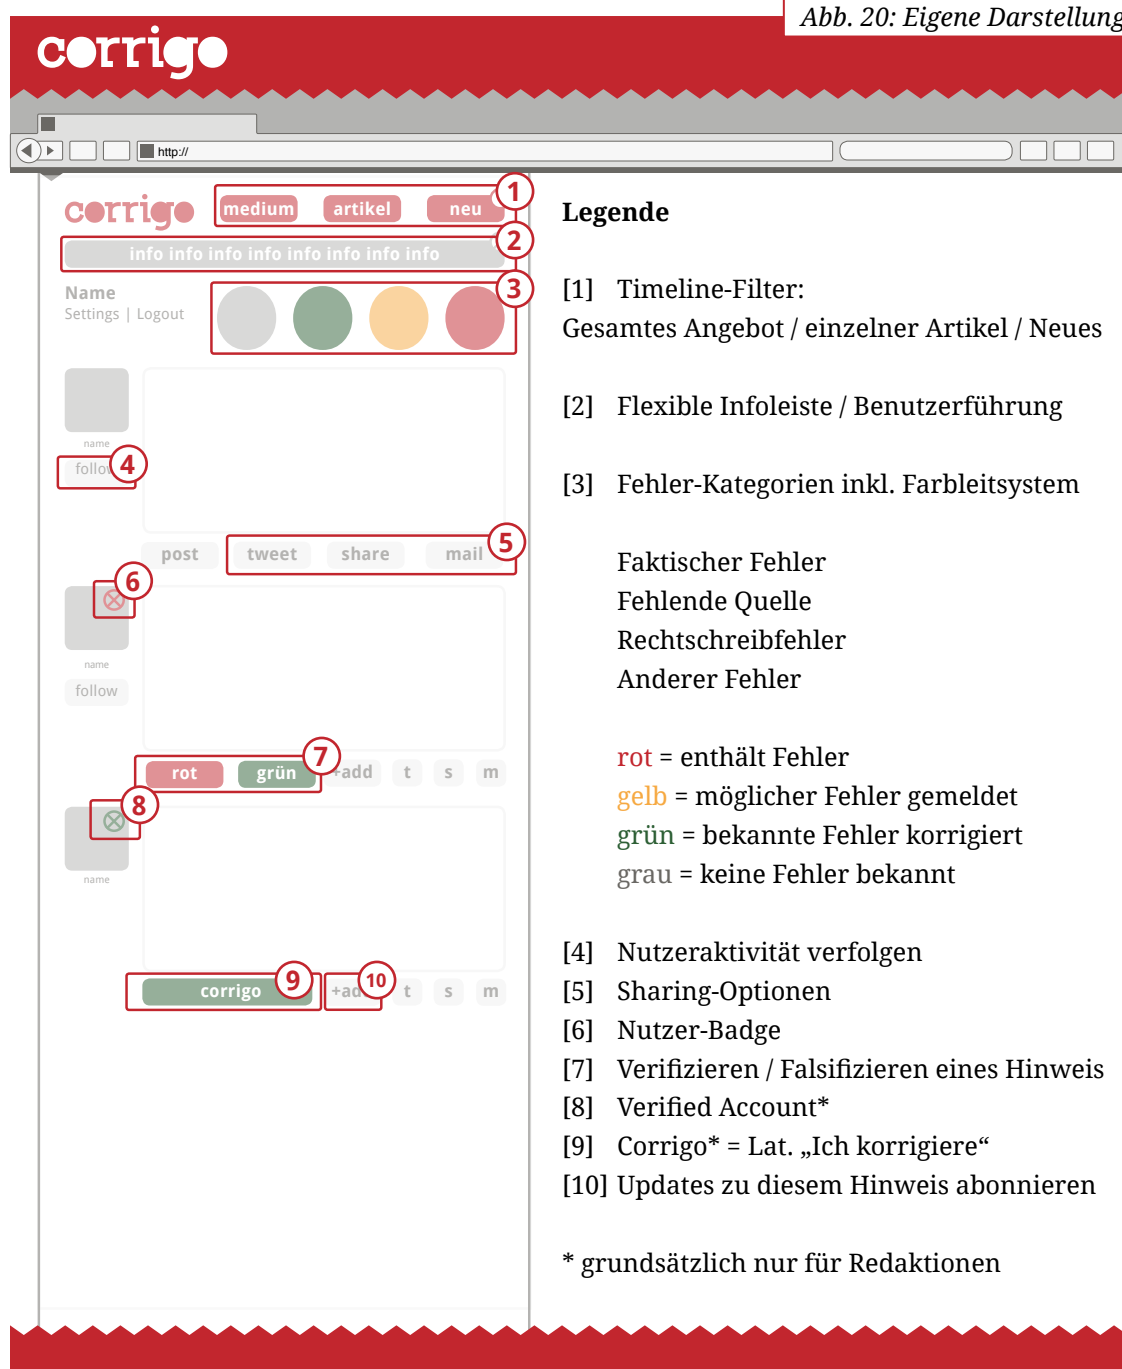 Abb. 20: Eigene Darstellung
corrigo
http://
corrigo
medium artikel neu 1
info info info info info info info info 2
Name
Settings | Logout
3
name
follow 4
post tweet share mail 5
6
name
follow
rot grün 7 +add t s m
8
name
corrigo 9 +ad 10 t s m
Legende
[1] Timeline-Filter:
Gesamtes Angebot / einzelner Artikel / Neues
[2] Flexible Infoleiste / Benutzerführung
[3] Fehler-Kategorien inkl. Farbleitsystem
Faktischer Fehler
Fehlende Quelle
Rechtschreibfehler
Anderer Fehler
rot = enthält Fehler
gelb = möglicher Fehler gemeldet
grün = bekannte Fehler korrigiert
grau = keine Fehler bekannt
[4] Nutzeraktivität verfolgen
[5] Sharing-Optionen
[6] Nutzer-Badge
[7] Verifizieren / Falsifizieren eines Hinweis
[8] Verified Account*
[9] Corrigo* = Lat. „Ich korrigiere“
[10] Updates zu diesem Hinweis abonnieren
* grundsätzlich nur für Redaktionen